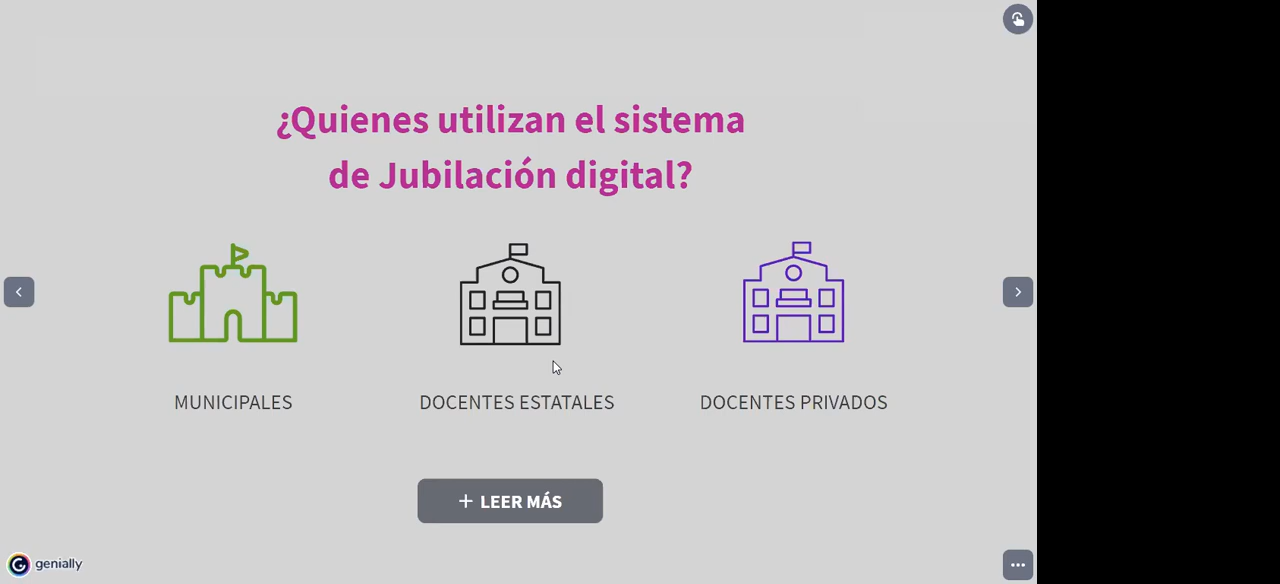 ¿Quienes utilizan el sistema
de Jubilación digital?
MUNICIPALES
DOCENTES ESTATALES
DOCENTES PRIVADOS
+ LEER MÁS
genially